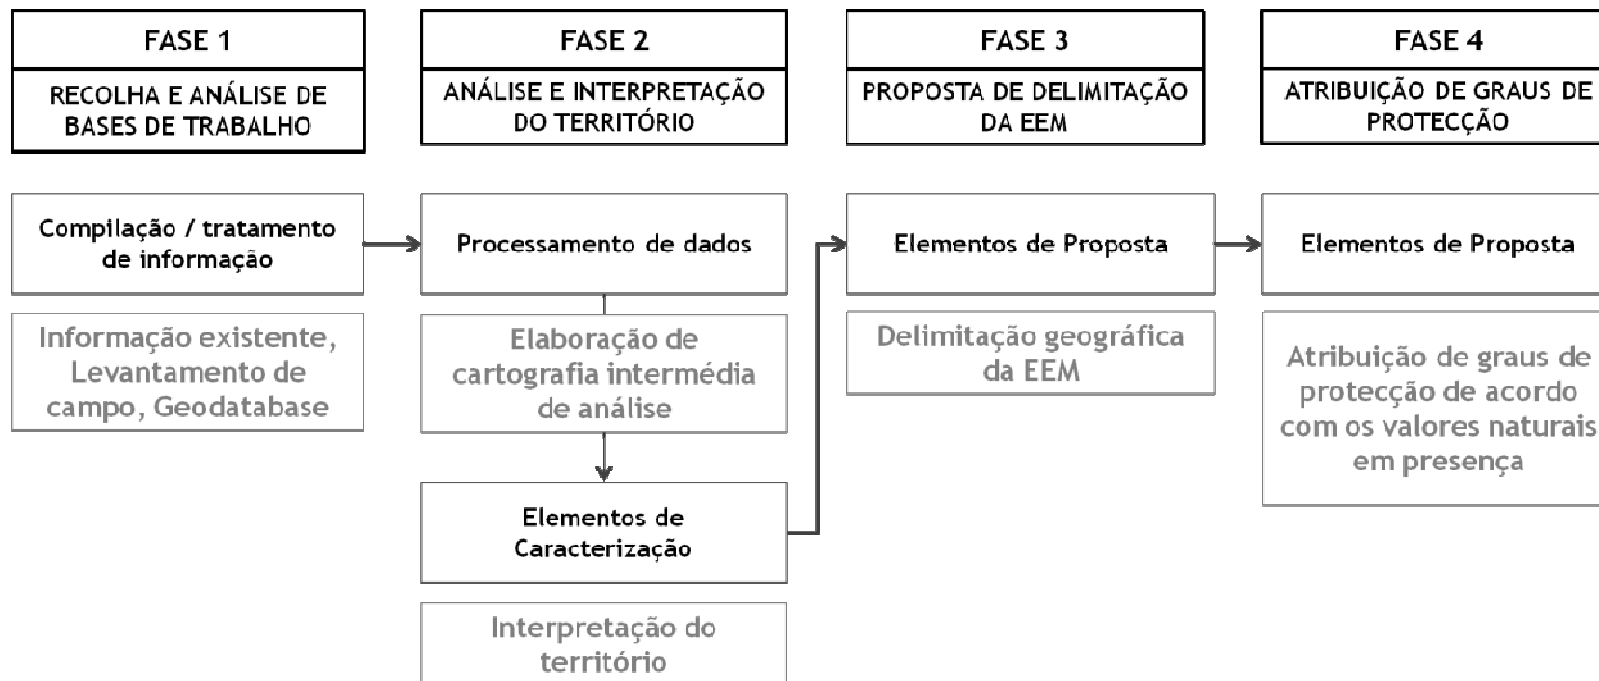 FASE 1
RECOLHA E ANÁLISE DE
BASES DE TRABALHO
Compilação / tratamento
de informação
Informação existente,
Levantamento de
campo, Geodatabase
FASE 2
ANÁLISE E INTERPRETAÇÃO
DO TERRITÓRIO
Processamento de dados
Elaboração de
cartografia intermédia
de análise
Elementos de
Caracterização
Interpretação do
território
FASE 3
PROPOSTA DE DELIMITAÇÃO
DA EEM
Elementos de Proposta
Delimitação geográfica
da EEM
FASE 4
ATRIBUIÇÃO DE GRAUS DE
PROTECÇÃO
Elementos de Proposta
Atribuição de graus de
protecção de acordo
com os valores naturais
em presença